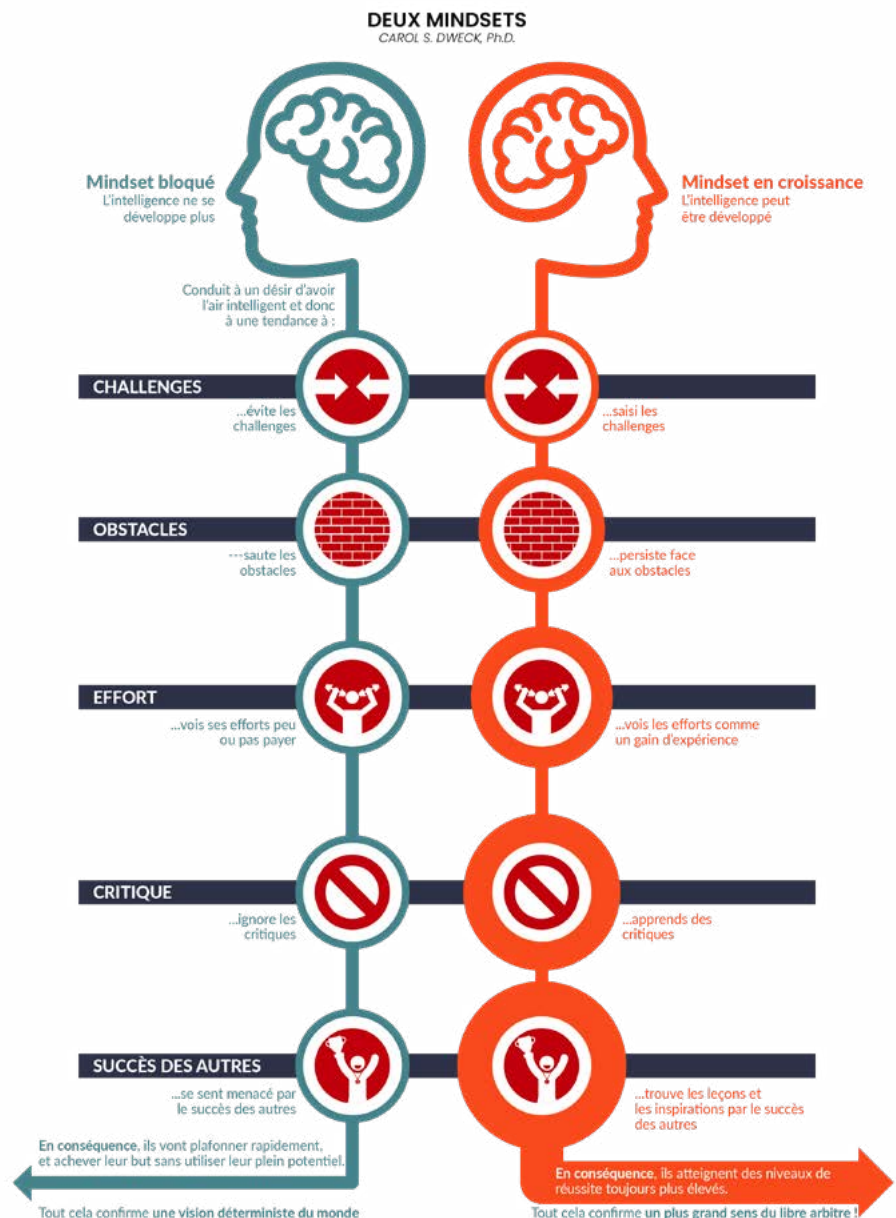 DEUX MINDSETS
CAROL S. DWECK, Ph.D.
Mindset bloqué
L'intelligence ne se
développe plus
Mindset en croissance
L'intelligence peut
être développé
Conduit à un désir d'avoir
l'air intelligent et donc
à une tendance à :
CHALLENGES
...évite les
challenges
...saisi les
challenges
OBSTACLES
---saute les
obstacles
...persiste face
aux obstacles
EFFORT
...vois ses efforts peu
ou pas payer
...vois les efforts comme
un gain d'expérience
CRITIQUE
...ignore les
critiques
...apprends des
critiques
SUCCÈS DES AUTRES
...se sent menacé par
le succès des autres
...trouve les leçons et
les inspirations par le succès
des autres
En conséquence, ils vont plafonner rapidement,
et achever leur but sans utiliser leur plein potentiel.
En conséquence, ils atteignent des niveaux de
réussite toujours plus élevés.
Tout cela confirme une vision déterministe du monde
Tout cela confirme un plus grand sens du libre arbitre !